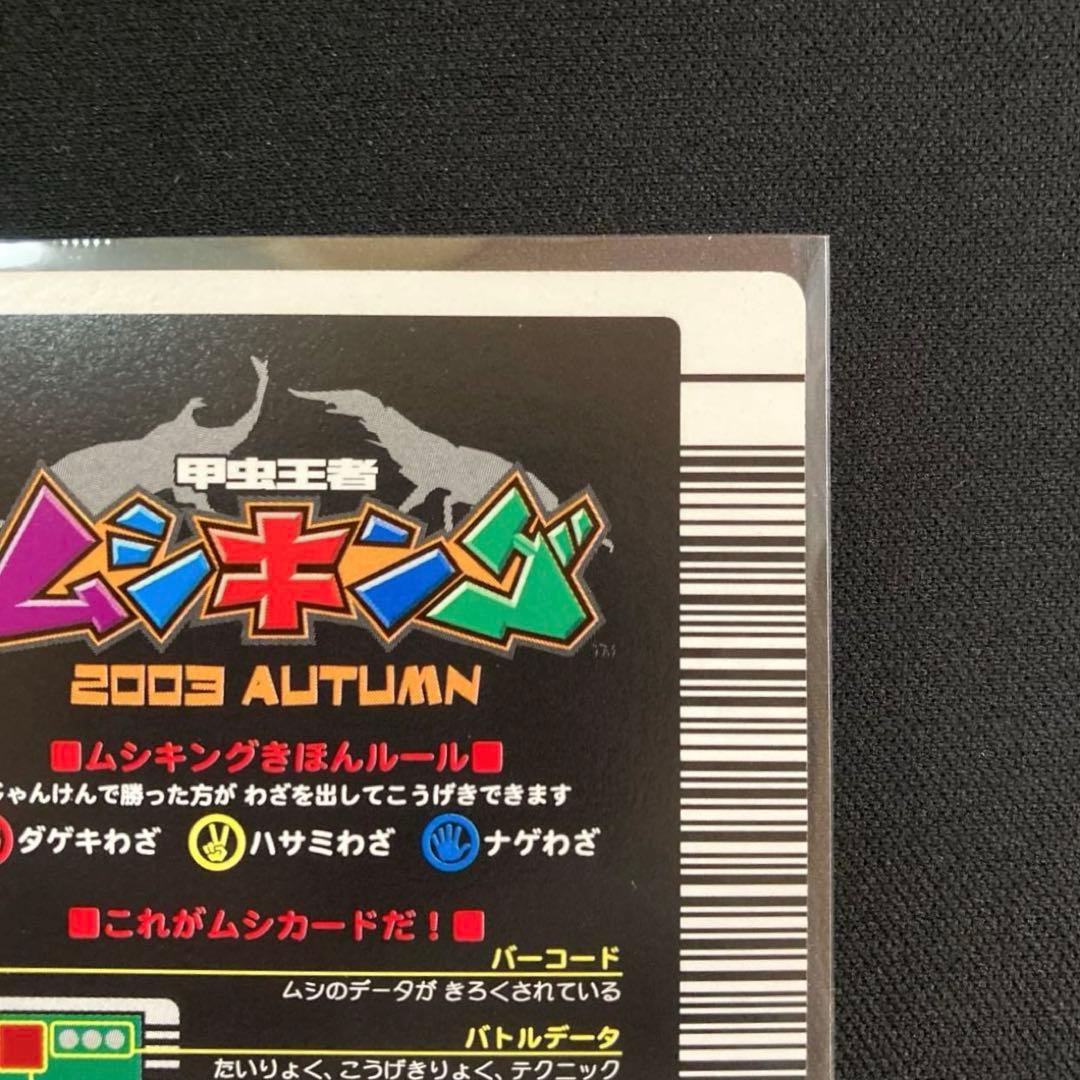 甲虫王者
ムシキング
2003 AUTUMN
■ムシキングきほんルール■
じゃんけんで勝った方が わざを出してこうげきできます
ダゲキわざ ハサミわざ ナゲわざ
■これがムシカードだ！■
バーコード
ムシのデータが きろくされている
バトルデータ
たいりょく、こうげきりょく、テクニック